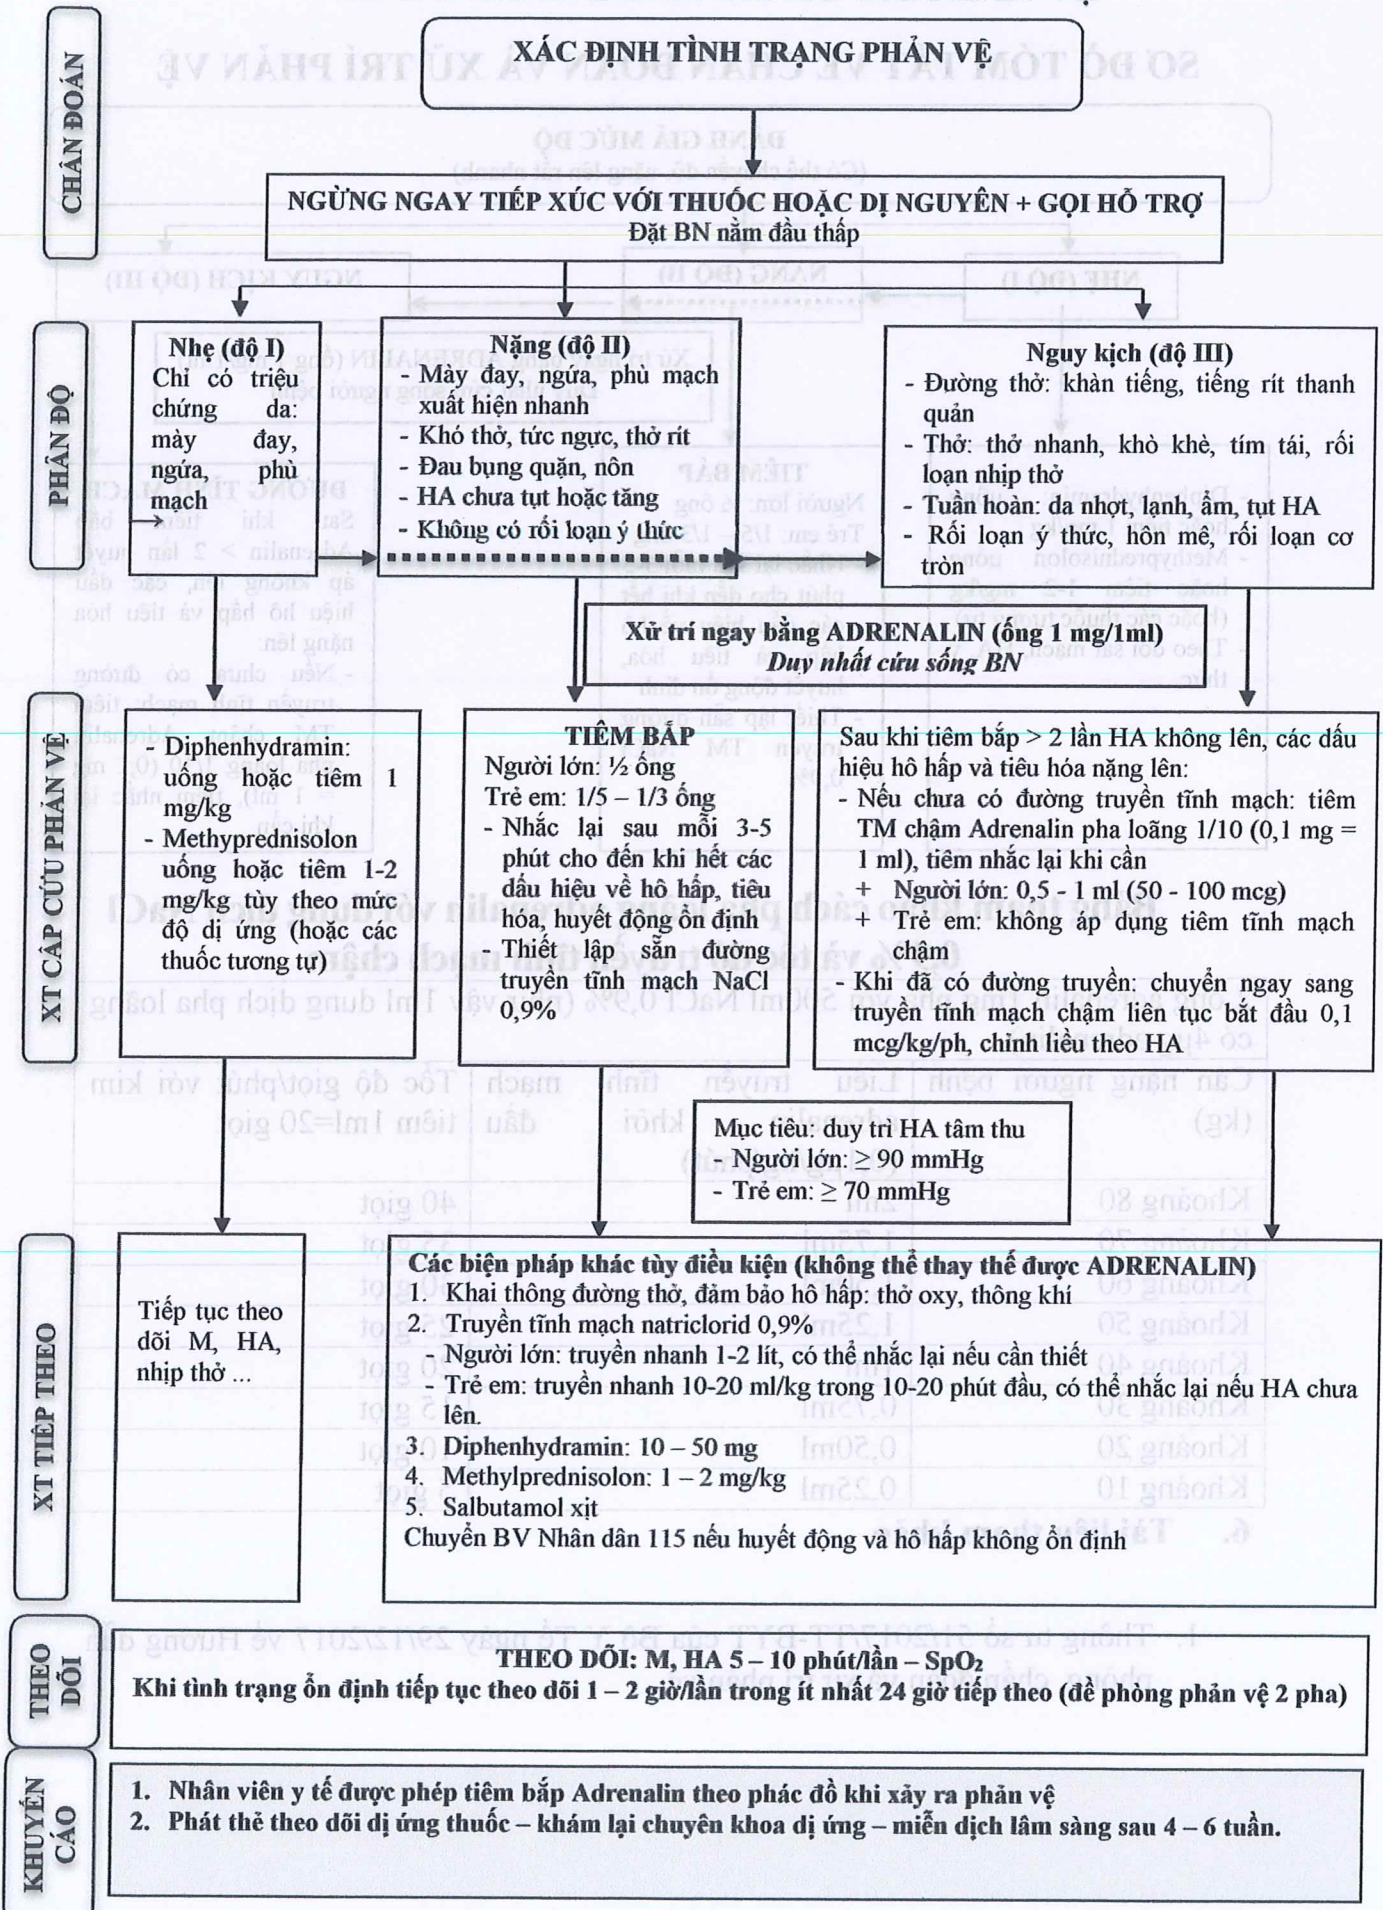 XÁC ĐỊNH TÌNH TRẠNG PHẢN VỆ
CHẨN ĐOÁN
NGỪNG NGAY TIẾP XÚC VỚI THUỐC HOẶC DỊ NGUYÊN + GỌI HỖ TRỢ
Đặt BN nằm đầu thấp
PHÂN ĐỘ
Nhẹ (độ I)
Chỉ có triệu
chứng da:
mày đay,
ngứa, phù
mạch
Nặng (độ II)
- Mày đay, ngứa, phù mạch
xuất hiện nhanh
- Khó thở, tức ngực, thở rít
- Đau bụng quặn, nôn
- HA chưa tụt hoặc tăng
- Không có rối loạn ý thức
Nguy kịch (độ III)
- Đường thở: khàn tiếng, tiếng rít thanh
quản
- Thở: thở nhanh, khò khè, tím tái, rối
loạn nhịp thở
- Tuần hoàn: da nhợt, lạnh, ẩm, tụt HA
- Rối loạn ý thức, hôn mê, rối loạn cơ
tròn
Xử trí ngay bằng ADRENALIN (ống 1 mg/1ml)
Duy nhất cứu sống BN
XT CẤP CỨU PHẢN VỆ
- Diphenhydramin:
uống hoặc tiêm 1
mg/kg
- Methyprednisolon
uống hoặc tiêm 1-2
mg/kg tùy theo mức
độ dị ứng (hoặc các
thuốc tương tự)
TIÊM BẮP
Người lớn: ½ ống
Trẻ em: 1/5 – 1/3 ống
- Nhắc lại sau mỗi 3-5
phút cho đến khi hết các
dấu hiệu về hô hấp, tiêu
hóa, huyết động ổn định
- Thiết lập sẵn đường
truyền tĩnh mạch NaCl
0,9%
Sau khi tiêm bắp > 2 lần HA không lên, các dấu
hiệu hô hấp và tiêu hóa nặng lên:
- Nếu chưa có đường truyền tĩnh mạch: tiêm
TM chậm Adrenalin pha loãng 1/10 (0,1 mg =
1 ml), tiêm nhắc lại khi cần
+ Người lớn: 0,5 - 1 ml (50 - 100 mcg)
+ Trẻ em: không áp dụng tiêm tĩnh mạch
chậm
- Khi đã có đường truyền: chuyển ngay sang
truyền tĩnh mạch chậm liên tục bắt đầu 0,1
mcg/kg/ph, chỉnh liều theo HA
Mục tiêu: duy trì HA tâm thu
- Người lớn: ≥ 90 mmHg
- Trẻ em: ≥ 70 mmHg
XT TIẾP THEO
Tiếp tục theo
dõi M, HA,
nhịp thở ...
Các biện pháp khác tùy điều kiện (không thể thay thế được ADRENALIN)
1. Khai thông đường thở, đảm bảo hô hấp: thở oxy, thông khí
2. Truyền tĩnh mạch natriclorid 0,9%
- Người lớn: truyền nhanh 1-2 lít, có thể nhắc lại nếu cần thiết
- Trẻ em: truyền nhanh 10-20 ml/kg trong 10-20 phút đầu, có thể nhắc lại nếu HA chưa
lên.
3. Diphenhydramin: 10 – 50 mg
4. Methylprednisolon: 1 – 2 mg/kg
5. Salbutamol xịt
Chuyển BV Nhân dân 115 nếu huyết động và hô hấp không ổn định
THEO
DÕI
THEO DÕI: M, HA 5 – 10 phút/lần – SpO₂
Khi tình trạng ổn định tiếp tục theo dõi 1 – 2 giờ/lần trong ít nhất 24 giờ tiếp theo (đề phòng phản vệ 2 pha)
KHUYẾN
CÁO
1. Nhân viên y tế được phép tiêm bắp Adrenalin theo phác đồ khi xảy ra phản vệ
2. Phát thẻ theo dõi dị ứng thuốc – khám lại chuyên khoa dị ứng – miễn dịch lâm sàng sau 4 – 6 tuần.